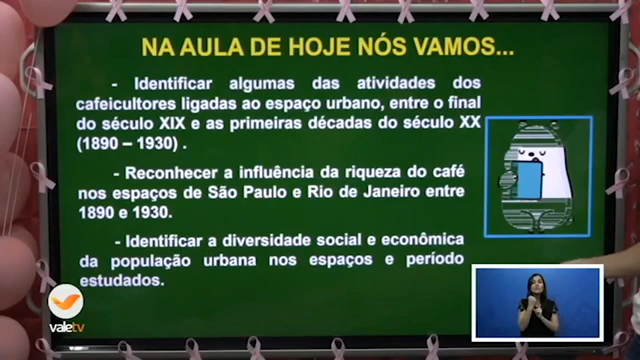 NA AULA DE HOJE NÓS VAMOS...
- Identificar algumas das atividades dos
cafeicultores ligadas ao espaço urbano, entre o final
do século XIX e as primeiras décadas do século XX
(1890 – 1930) .
- Reconhecer a influência da riqueza do café
nos espaços de São Paulo e Rio de Janeiro entre
1890 e 1930.
- Identificar a diversidade social e econômica
da população urbana nos espaços e período
estudados.
valetv